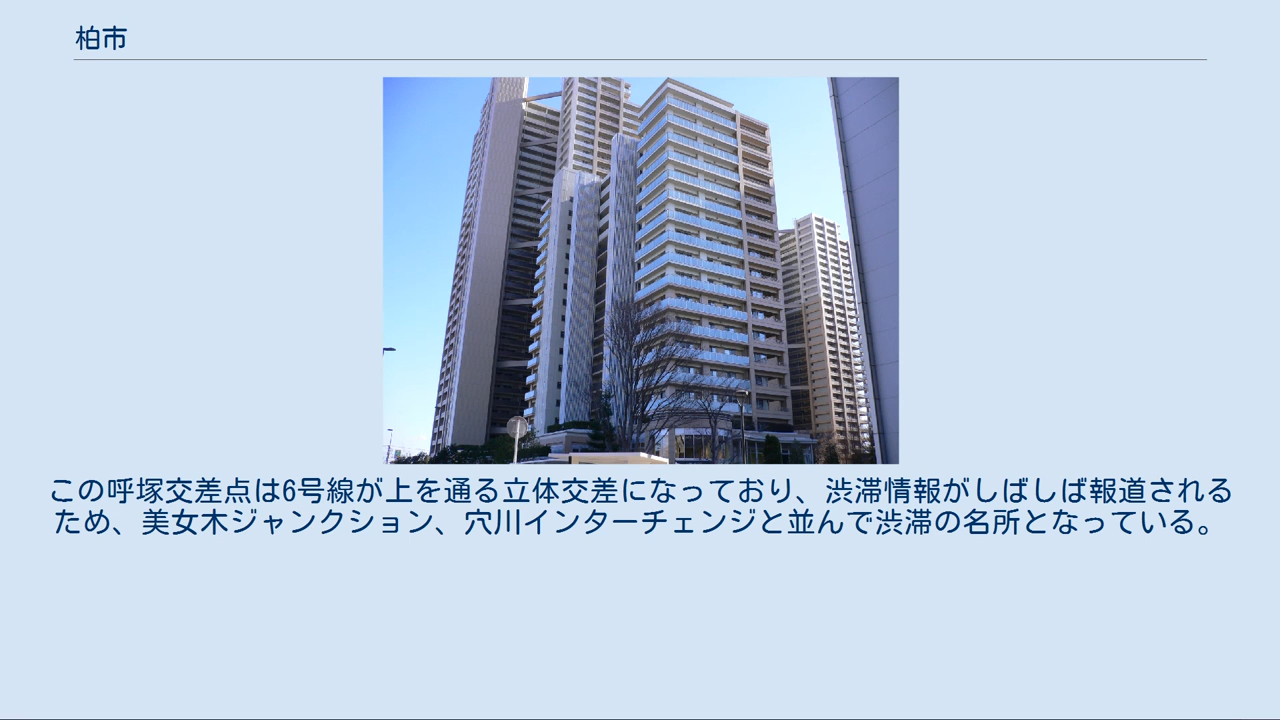 柏市
この呼塚交差点は6号線が上を通る立体交差になっており、渋滞情報がしばしば報道される
ため、美女木ジャンクション、穴川インターチェンジと並んで渋滞の名所となっている。